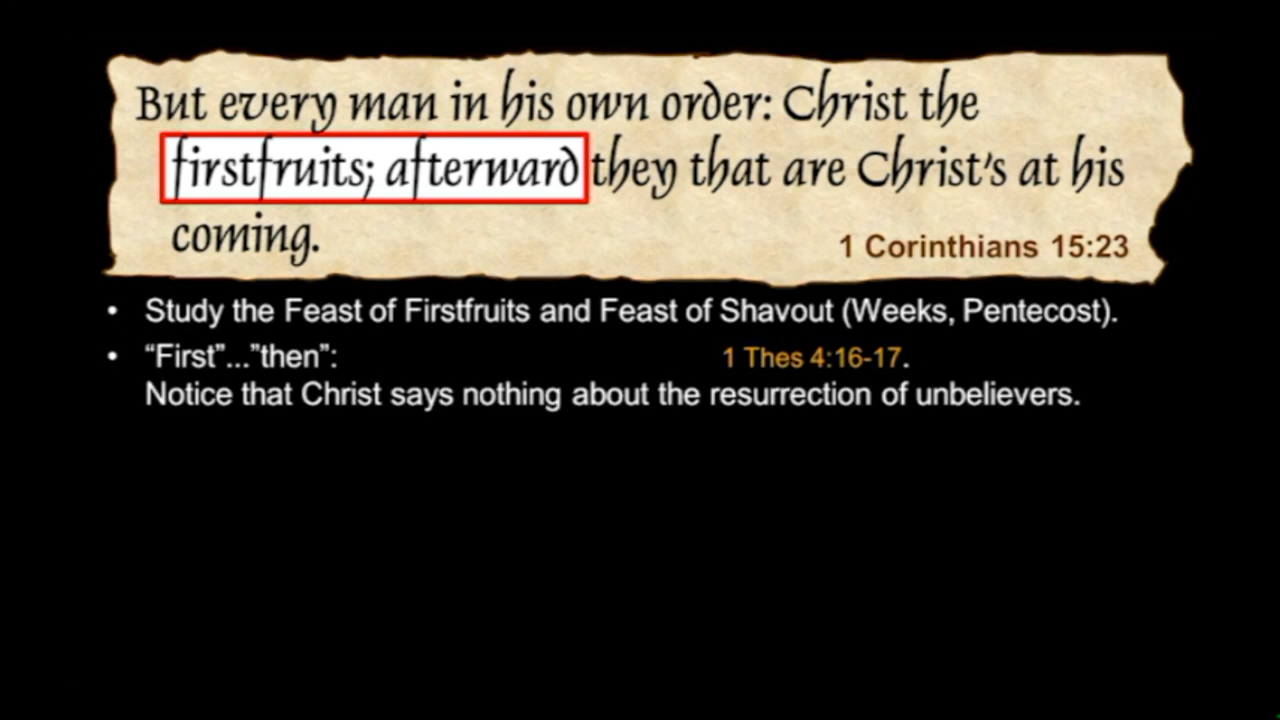 But every man in his own order: Christ the
firstfruits; afterward they that are Christ's at his
coming.
1 Corinthians 15:23
• Study the Feast of Firstfruits and Feast of Shavout (Weeks, Pentecost).
• “First”...”then”: 1 Thes 4:16-17.
Notice that Christ says nothing about the resurrection of unbelievers.